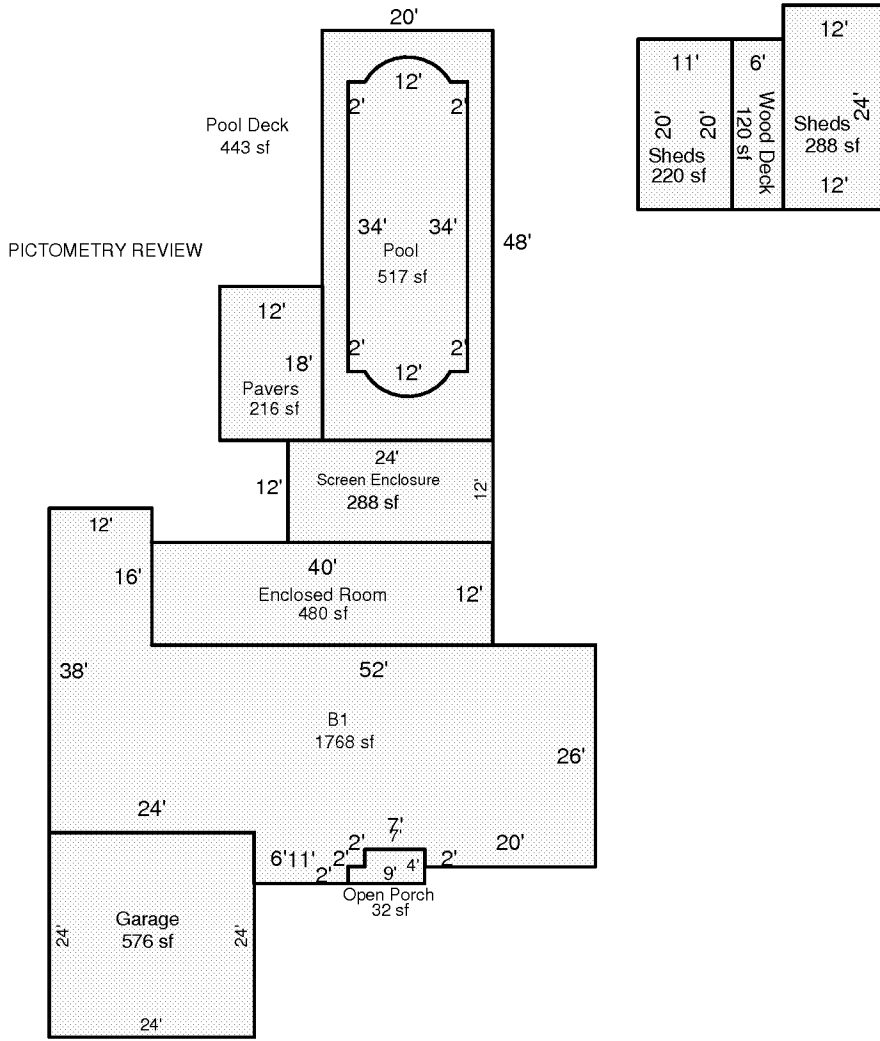 20'
12'
2' 2'
Pool Deck
443 sf
34' 34'
Pool
517 sf
48'
2' 2'
12'
12'
11' 6'
20' 20'
Sheds
220 sf
Wood Deck
120 sf
24'
Sheds
288 sf
12'
PICTOMETRY REVIEW
12'
18'
Pavers
216 sf
24'
Screen Enclosure
12' 288 sf 12'
12'
16'
40'
Enclosed Room
480 sf
12'
38'
52'
B1
1768 sf
26'
24'
7'
7'
2'
6' 11' 2' 2' 20'
2' 9' 4'
Open Porch
32 sf
Garage
576 sf
24' 24'
24'